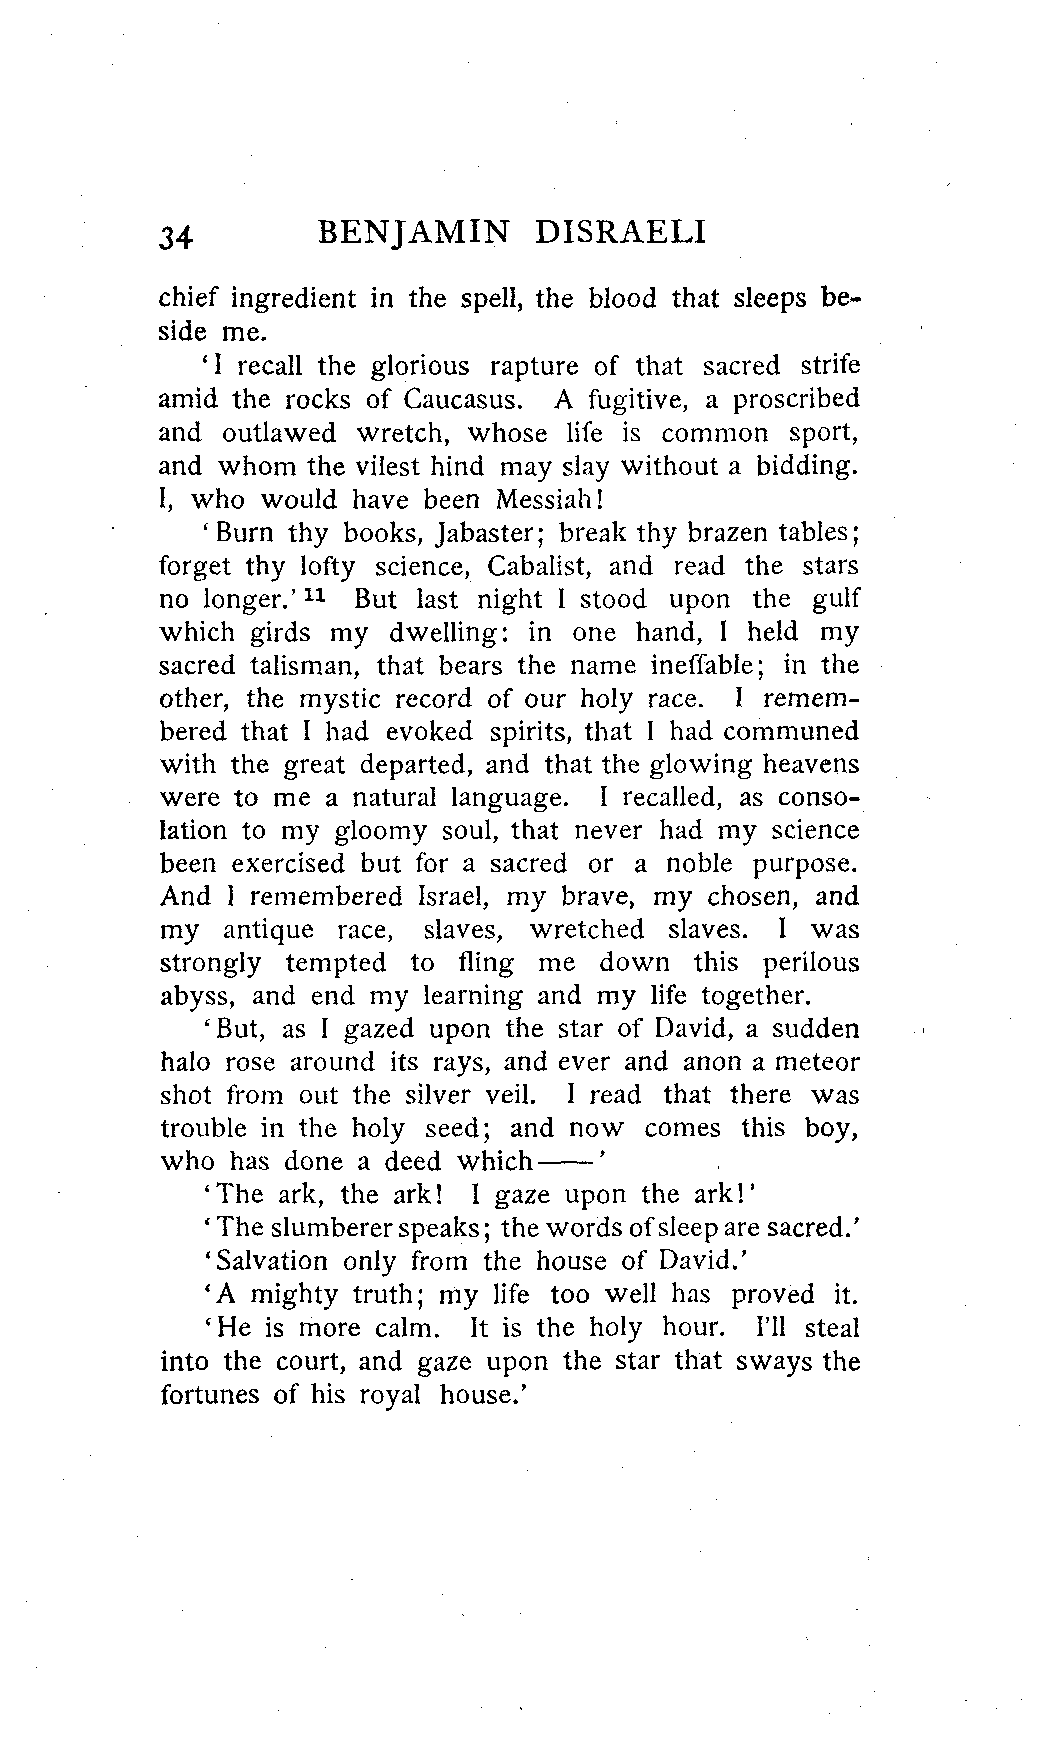 34 BENJAMIN DISRAELI
chief ingredient in the spell, the blood that sleeps be-
side me.
‘I recall the glorious rapture of that sacred strife
amid the rocks of Caucasus. A fugitive, a proscribed
and outlawed wretch, whose life is common sport,
and whom the vilest hind may slay without a bidding.
I, who would have been Messiah!
‘Burn thy books, Jabaster; break thy brazen tables;
forget thy lofty science, Cabalist, and read the stars
no longer.’ 11 But last night I stood upon the gulf
which girds my dwelling: in one hand, I held my
sacred talisman, that bears the name ineffable; in the
other, the mystic record of our holy race. I remem-
bered that I had evoked spirits, that I had communed
with the great departed, and that the glowing heavens
were to me a natural language. I recalled, as conso-
lation to my gloomy soul, that never had my science
been exercised but for a sacred or a noble purpose.
And I remembered Israel, my brave, my chosen, and
my antique race, slaves, wretched slaves. I was
strongly tempted to fling me down this perilous
abyss, and end my learning and my life together.
‘But, as I gazed upon the star of David, a sudden
halo rose around its rays, and ever and anon a meteor
shot from out the silver veil. I read that there was
trouble in the holy seed; and now comes this boy,
who has done a deed which——’
‘The ark, the ark! I gaze upon the ark!’
‘The slumberer speaks; the words of sleep are sacred.’
‘Salvation only from the house of David.’
‘A mighty truth; my life too well has proved it.
‘He is more calm. It is the holy hour. I’ll steal
into the court, and gaze upon the star that sways the
fortunes of his royal house.’